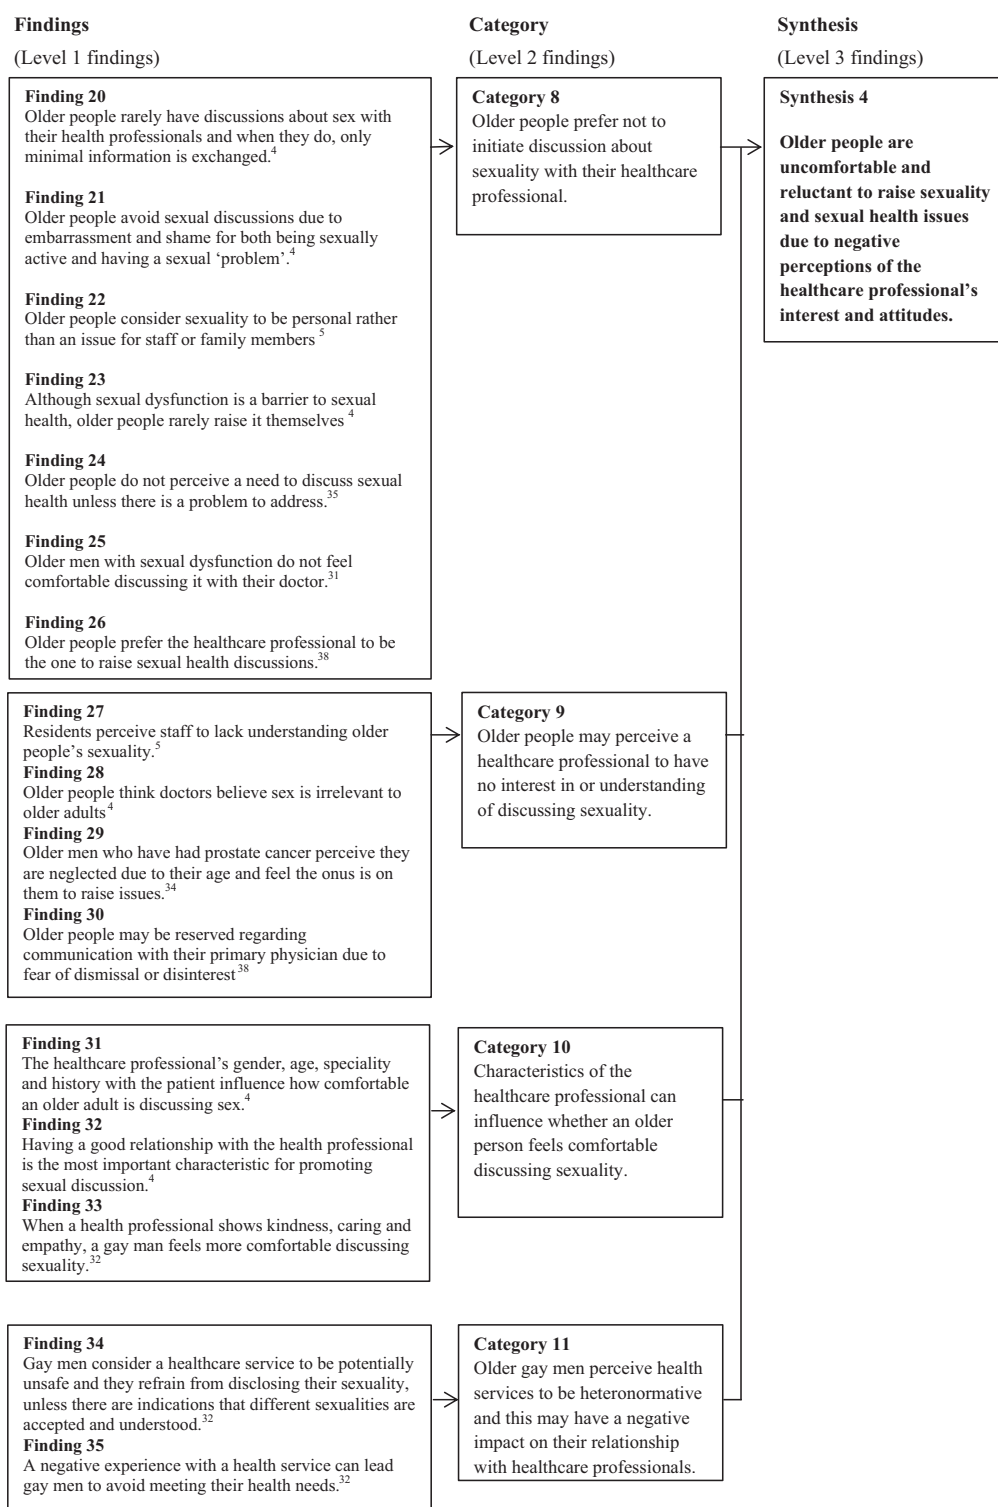 Findings
(Level 1 findings)
Category
(Level 2 findings)
Synthesis
(Level 3 findings)
Finding 20
Older people rarely have discussions about sex with
their health professionals and when they do, only
minimal information is exchanged.4
Finding 21
Older people avoid sexual discussions due to
embarrassment and shame for both being sexually
active and having a sexual ‘problem’.4
Finding 22
Older people consider sexuality to be personal rather
than an issue for staff or family members 5
Finding 23
Although sexual dysfunction is a barrier to sexual
health, older people rarely raise it themselves 4
Finding 24
Older people do not perceive a need to discuss sexual
health unless there is a problem to address.35
Finding 25
Older men with sexual dysfunction do not feel
comfortable discussing it with their doctor.31
Finding 26
Older people prefer the healthcare professional to be
the one to raise sexual health discussions.38
Category 8
Older people prefer not to
initiate discussion about
sexuality with their healthcare
professional.
Synthesis 4
Older people are
uncomfortable and
reluctant to raise sexuality
and sexual health issues
due to negative
perceptions of the
healthcare professional’s
interest and attitudes.
Finding 27
Residents perceive staff to lack understanding older
people’s sexuality.5
Finding 28
Older people think doctors believe sex is irrelevant to
older adults 4
Finding 29
Older men who have had prostate cancer perceive they
are neglected due to their age and feel the onus is on
them to raise issues.34
Finding 30
Older people may be reserved regarding
communication with their primary physician due to
fear of dismissal or disinterest 38
Category 9
Older people may perceive a
healthcare professional to have
no interest in or understanding
of discussing sexuality.
Finding 31
The healthcare professional’s gender, age, speciality
and history with the patient influence how comfortable
an older adult is discussing sex.4
Finding 32
Having a good relationship with the health professional
is the most important characteristic for promoting
sexual discussion.4
Finding 33
When a health professional shows kindness, caring and
empathy, a gay man feels more comfortable discussing
sexuality.32
Category 10
Characteristics of the
healthcare professional can
influence whether an older
person feels comfortable
discussing sexuality.
Finding 34
Gay men consider a healthcare service to be potentially
unsafe and they refrain from disclosing their sexuality,
unless there are indications that different sexualities are
accepted and understood.32
Finding 35
A negative experience with a health service can lead
gay men to avoid meeting their health needs.32
Category 11
Older gay men perceive health
services to be heteronormative
and this may have a negative
impact on their relationship
with healthcare professionals.